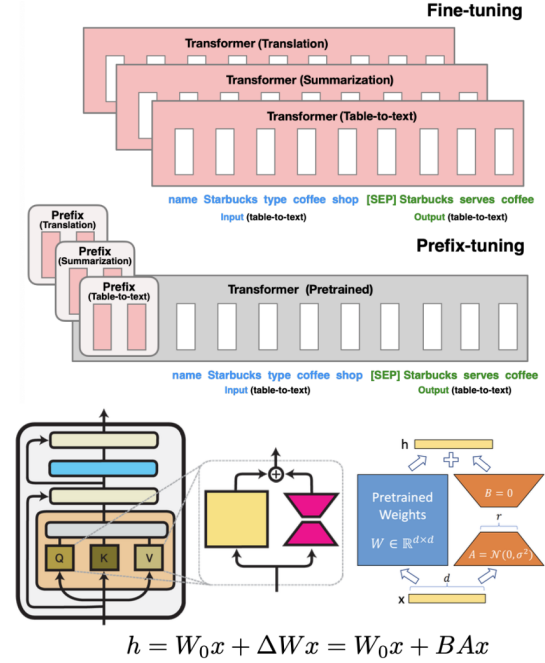 Fine-tuning
Transformer (Translation)
Transformer (Summarization)
Transformer (Table-to-text)
name Starbucks type coffee shop [SEP] Starbucks serves coffee
Input (table-to-text) Output (table-to-text)
Prefix-tuning
Prefix
(Translation)
Prefix
(Summarization)
Prefix
(Table-to-text)
Transformer (Pretrained)
name Starbucks type coffee shop [SEP] Starbucks serves coffee
Input (table-to-text) Output (table-to-text)
Q K V
h
Pretrained
Weights
W ∈ ℝ^{d×d}
B = 0
r
A = 𝒩(0, σ²)
d
x
h = W₀x + ΔWx = W₀x + BAx